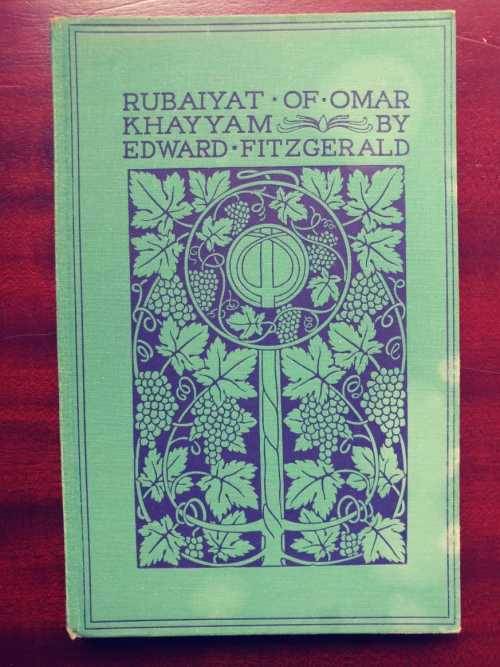 RUBAIYAT · OF · OMAR
KHAYYAM BY
EDWARD · FITZGERALD